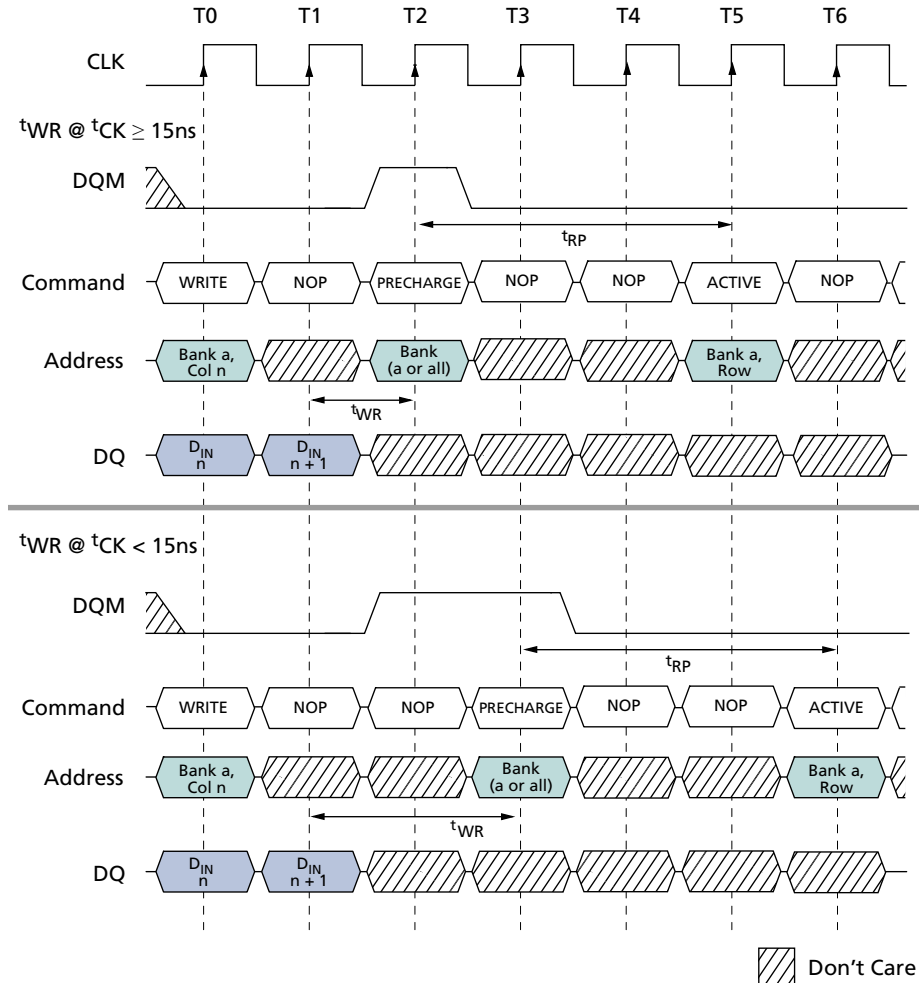 T0 T1 T2 T3 T4 T5 T6
CLK
tWR @ tCK ≥ 15ns
DQM
tRP
Command WRITE NOP PRECHARGE NOP NOP ACTIVE NOP
Address Bank a, Bank Bank a,
Col n (a or all) Row
tWR
DQ DIN DIN
n n + 1
tWR @ tCK < 15ns
DQM
tRP
Command WRITE NOP NOP PRECHARGE NOP NOP ACTIVE
Address Bank a, Bank Bank a,
Col n (a or all) Row
tWR
DQ DIN DIN
n n + 1
Don't Care